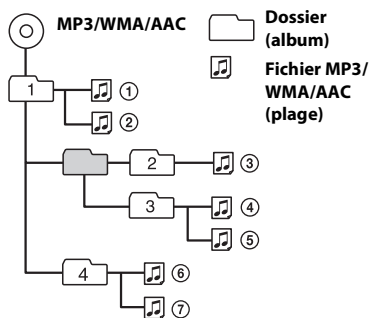 MP3/WMA/AAC
Dossier
(album)
Fichier MP3/
WMA/AAC
(plage)
1
①
②
2
③
3
④
⑤
4
⑥
⑦